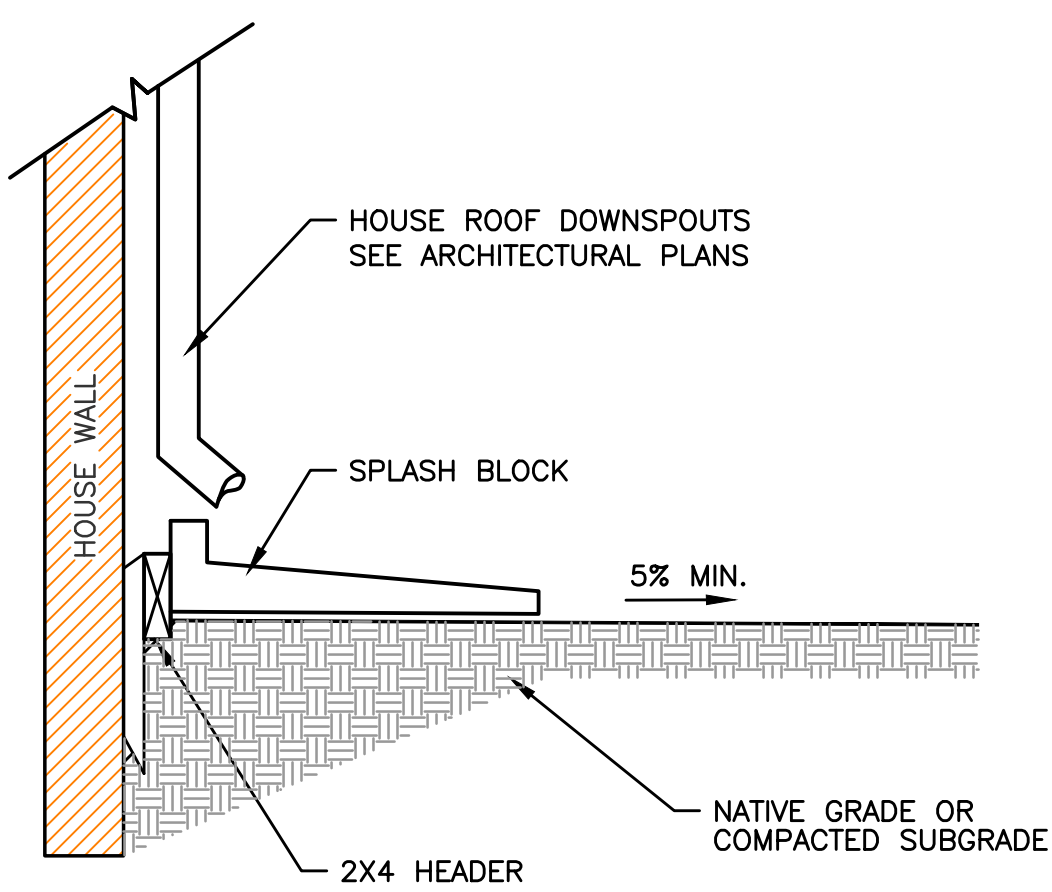 HOUSE ROOF DOWNSPOUTS
SEE ARCHITECTURAL PLANS
HOUSE WALL
SPLASH BLOCK
5% MIN.
NATIVE GRADE OR
COMPACTED SUBGRADE
2X4 HEADER